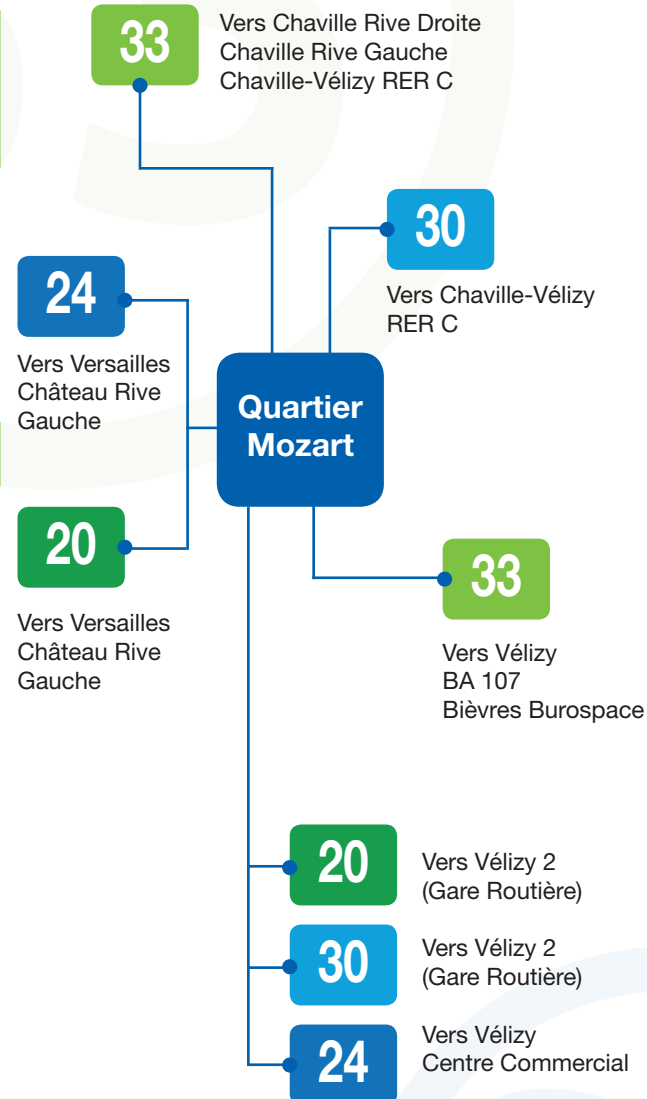 33
Vers Chaville Rive Droite
Chaville Rive Gauche
Chaville-Vélizy RER C
30
Vers Chaville-Vélizy
RER C
24
Vers Versailles
Château Rive
Gauche
Quartier
Mozart
20
Vers Versailles
Château Rive
Gauche
33
Vers Vélizy
BA 107
Bièvres Burospace
20
Vers Vélizy 2
(Gare Routière)
30
Vers Vélizy 2
(Gare Routière)
24
Vers Vélizy
Centre Commercial